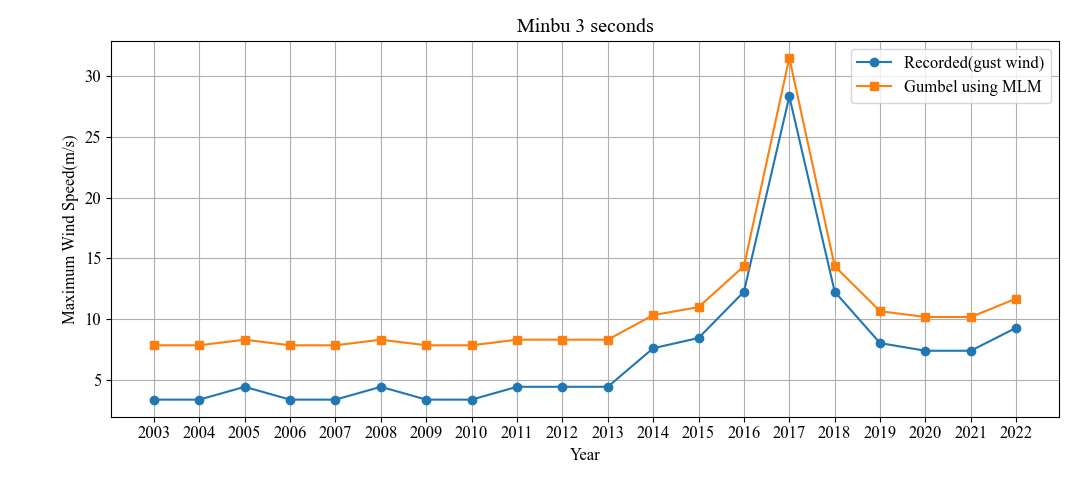 Minbu 3 seconds
Recorded(gust wind)
Gumbel using MLM
Maximum Wind Speed(m/s)
30
25
20
15
10
5
2003 2004 2005 2006 2007 2008 2009 2010 2011 2012 2013 2014 2015 2016 2017 2018 2019 2020 2021 2022
Year